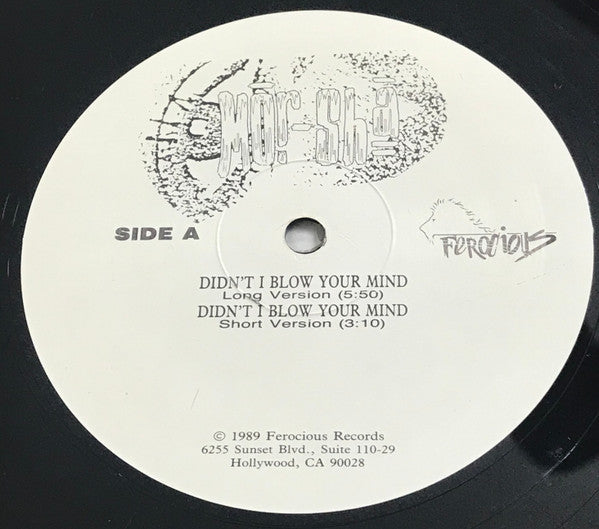 MOR-SHA
SIDE A
FEROCIOUS
DIDN'T I BLOW YOUR MIND
Long Version (5:50)
DIDN'T I BLOW YOUR MIND
Short Version (3:10)
© 1989 Ferocious Records
6255 Sunset Blvd., Suite 110-29
Hollywood, CA 90028